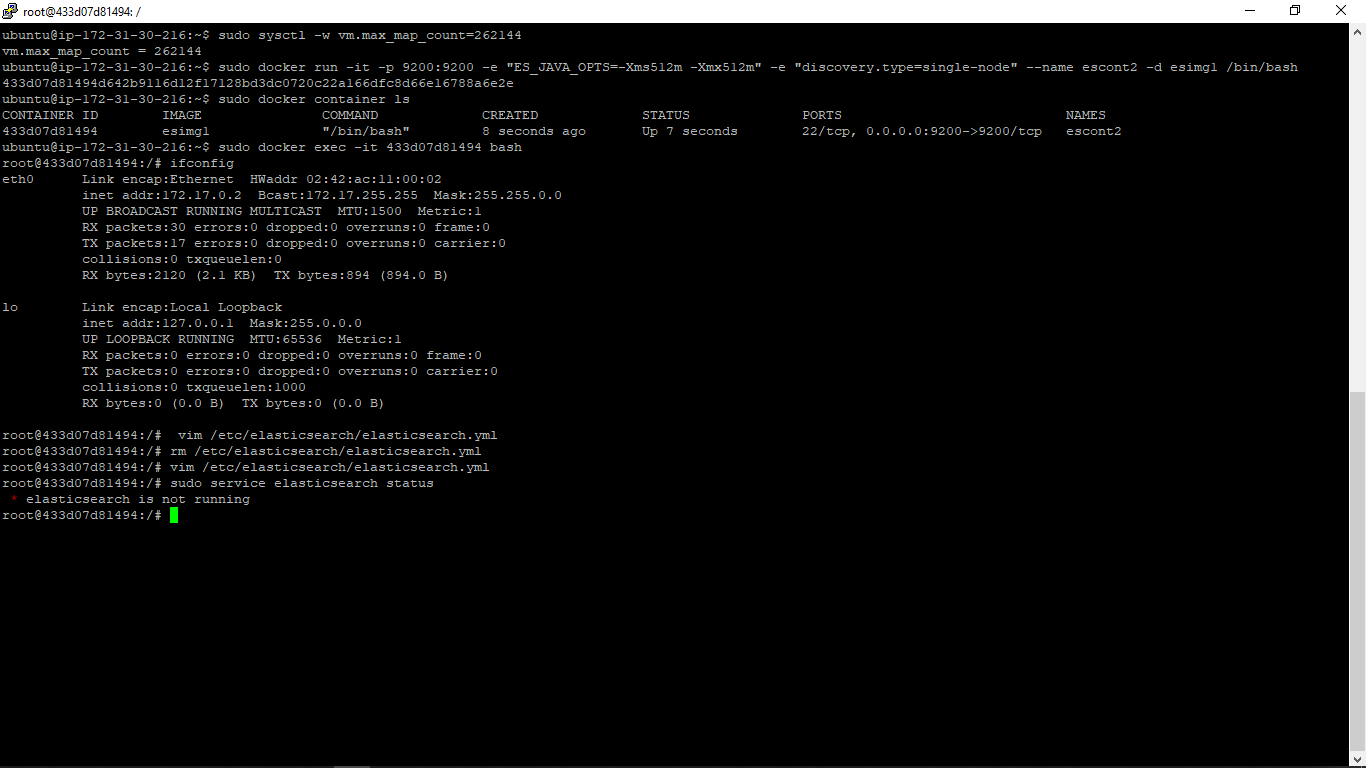 root@433d07d81494: /
ubuntu@ip-172-31-30-216:~$ sudo sysctl -w vm.max_map_count=262144
vm.max_map_count = 262144
ubuntu@ip-172-31-30-216:~$ sudo docker run -it -p 9200:9200 -e "ES_JAVA_OPTS=-Xms512m -Xmx512m" -e "discovery.type=single-node" --name escont2 -d esimg1 /bin/bash
433d07d81494d642b9116d12f17128bd3dc0720c22a166dfc8d66e16788a6e2e
ubuntu@ip-172-31-30-216:~$ sudo docker container ls
CONTAINER ID        IMAGE               COMMAND             CREATED             STATUS              PORTS                            NAMES
433d07d81494        esimg1              "/bin/bash"         8 seconds ago       Up 7 seconds        22/tcp, 0.0.0.0:9200->9200/tcp   escont2
ubuntu@ip-172-31-30-216:~$ sudo docker exec -it 433d07d81494 bash
root@433d07d81494:/# ifconfig
eth0      Link encap:Ethernet  HWaddr 02:42:ac:11:00:02
          inet addr:172.17.0.2  Bcast:172.17.255.255  Mask:255.255.0.0
          UP BROADCAST RUNNING MULTICAST  MTU:1500  Metric:1
          RX packets:30 errors:0 dropped:0 overruns:0 frame:0
          TX packets:17 errors:0 dropped:0 overruns:0 carrier:0
          collisions:0 txqueuelen:0
          RX bytes:2120 (2.1 KB)  TX bytes:894 (894.0 B)
lo        Link encap:Local Loopback
          inet addr:127.0.0.1  Mask:255.0.0.0
          UP LOOPBACK RUNNING  MTU:65536  Metric:1
          RX packets:0 errors:0 dropped:0 overruns:0 frame:0
          TX packets:0 errors:0 dropped:0 overruns:0 carrier:0
          collisions:0 txqueuelen:1000
          RX bytes:0 (0.0 B)  TX bytes:0 (0.0 B)
root@433d07d81494:/#  vim /etc/elasticsearch/elasticsearch.yml
root@433d07d81494:/# rm /etc/elasticsearch/elasticsearch.yml
root@433d07d81494:/# vim /etc/elasticsearch/elasticsearch.yml
root@433d07d81494:/# sudo service elasticsearch status
 * elasticsearch is not running
root@433d07d81494:/#